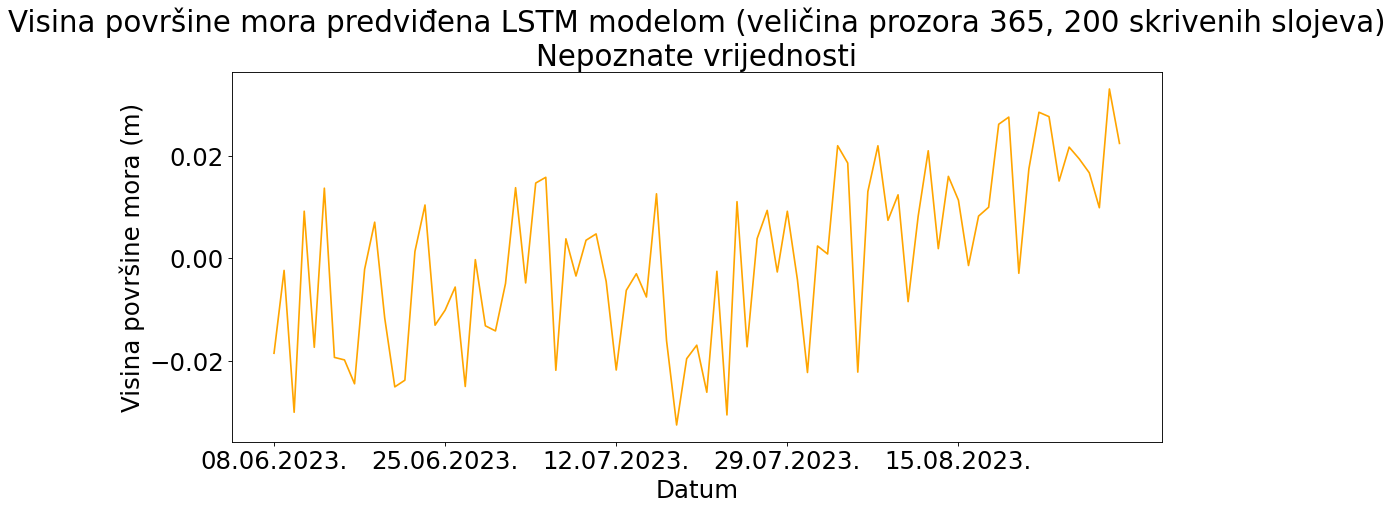 Visina površine mora predviđena LSTM modelom (veličina prozora 365, 200 skrivenih slojeva)
Nepoznate vrijednosti
Visina površine mora (m)
0.02
0.00
−0.02
08.06.2023. 25.06.2023. 12.07.2023. 29.07.2023. 15.08.2023.
Datum